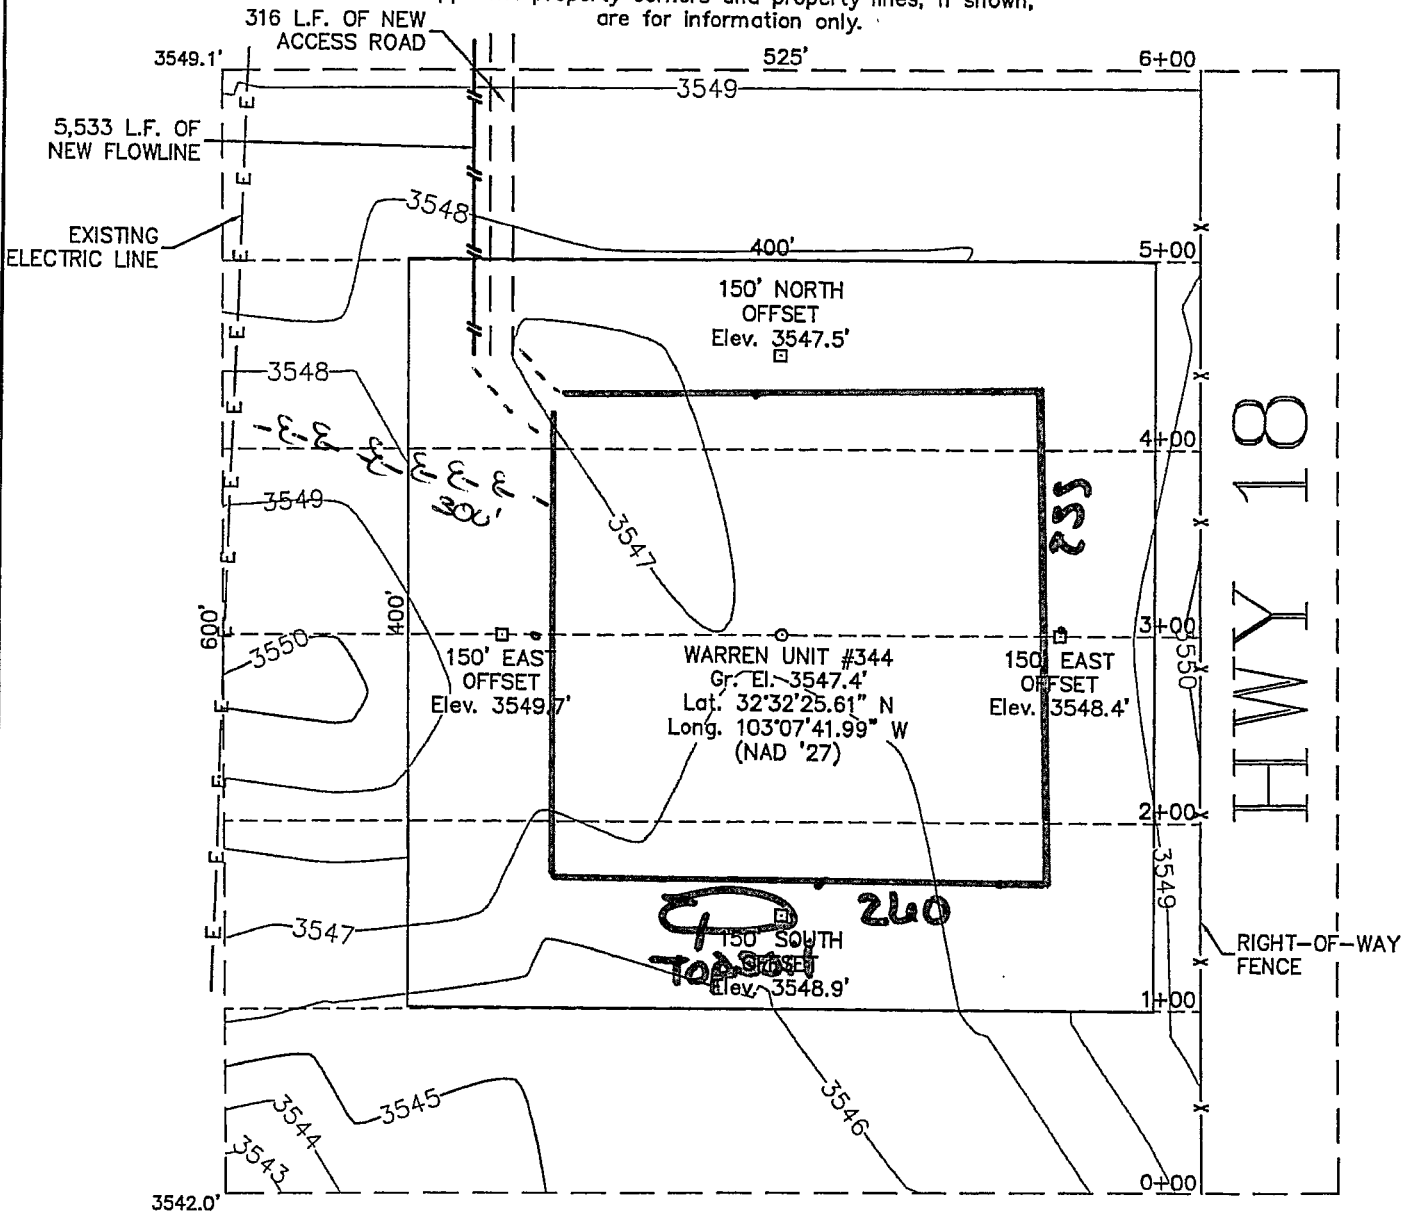 are for information only.
316 L.F. OF NEW
ACCESS ROAD
3549.1'
525'
6+00
3549
5,533 L.F. OF
NEW FLOWLINE
3548
EXISTING
ELECTRIC LINE
400'
5+00
150' NORTH
OFFSET
Elev. 3547.5'
3548
4+00
3549
300'
3547
255
HWY 18
600'
400'
3+00
3550
3550
150' EAST
OFFSET
Elev. 3549.7'
WARREN UNIT #344
Gr. El. 3547.4'
Lat. 32°32'25.61" N
Long. 103°07'41.99" W
(NAD '27)
150' EAST
OFFSET
Elev. 3548.4'
2+00
3549
260
3547
150' SOUTH
OFFSET
Topsoil
Elev. 3548.9'
RIGHT-OF-WAY
FENCE
1+00
3545
3546
3544
3543
3542.0'
0+00